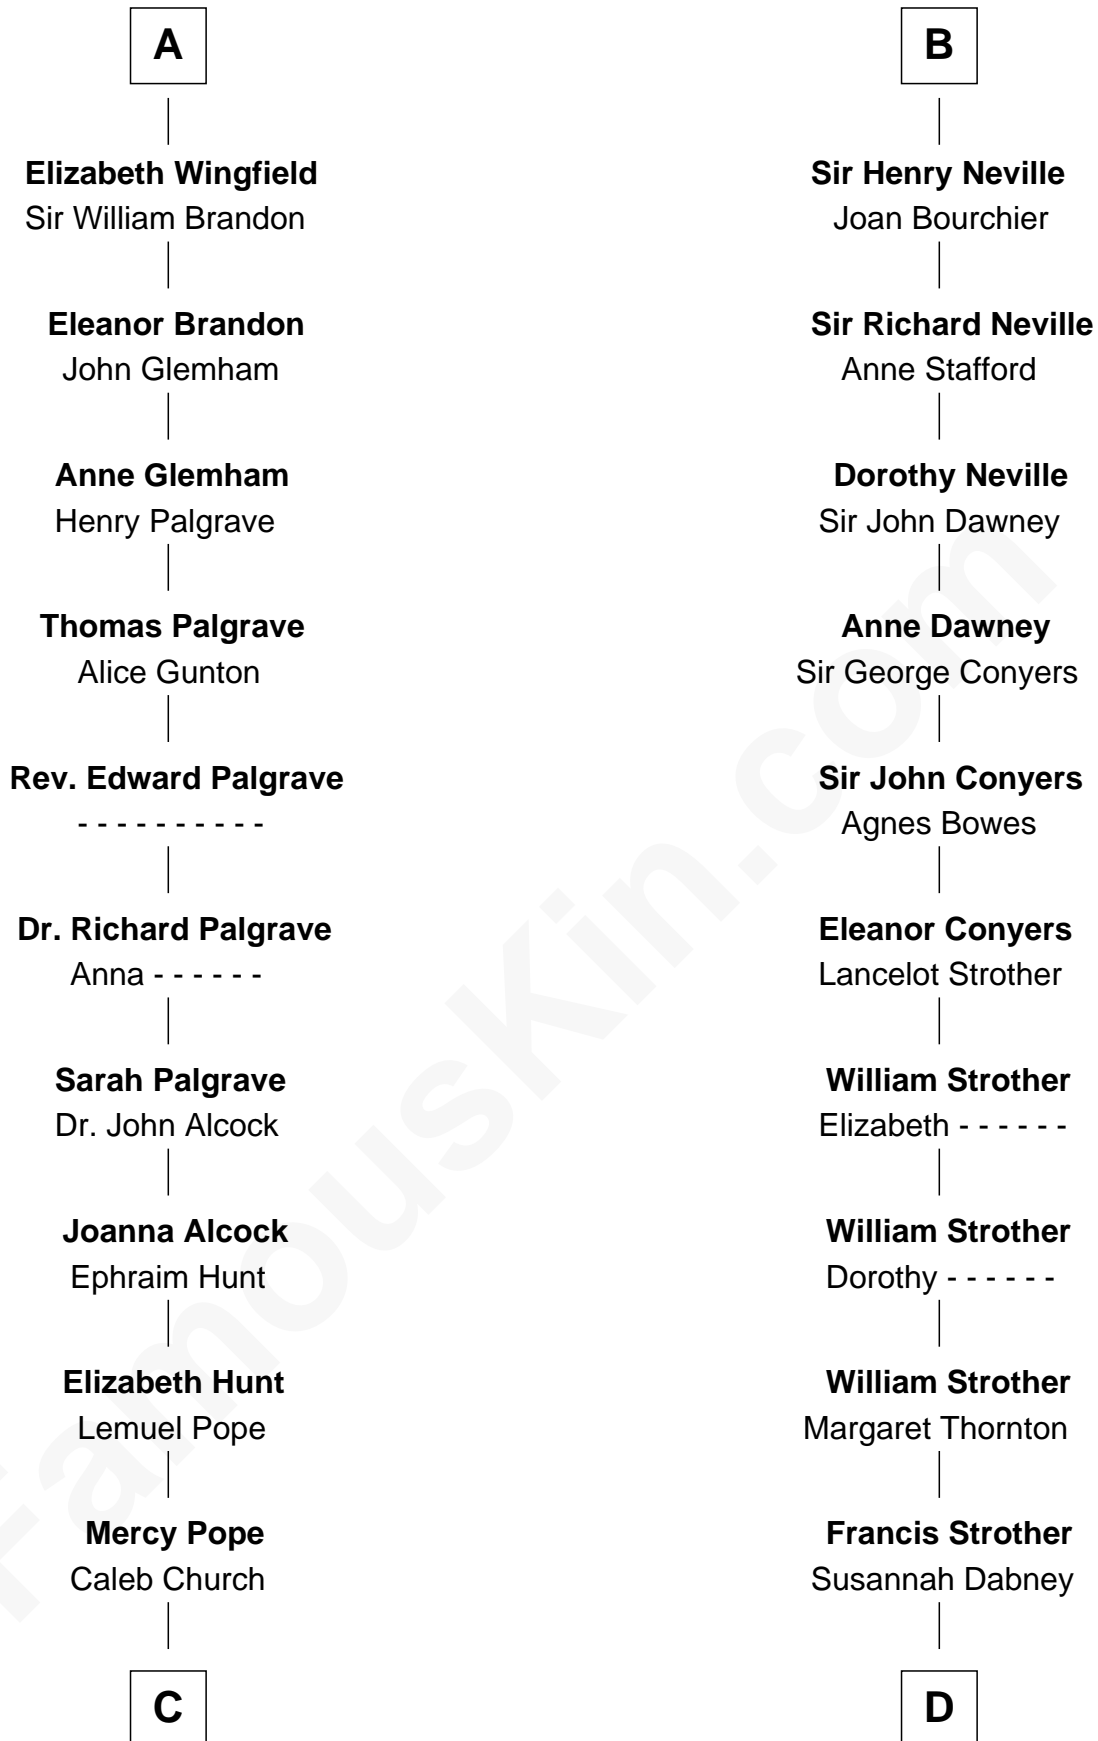 A
Elizabeth Wingfield
Sir William Brandon
Eleanor Brandon
John Glemham
Anne Glemham
Henry Palgrave
Thomas Palgrave
Alice Gunton
Rev. Edward Palgrave
- - - - - - - - - -
Dr. Richard Palgrave
Anna - - - - - -
Sarah Palgrave
Dr. John Alcock
Joanna Alcock
Ephraim Hunt
Elizabeth Hunt
Lemuel Pope
Mercy Pope
Caleb Church
C
B
Sir Henry Neville
Joan Bourchier
Sir Richard Neville
Anne Stafford
Dorothy Neville
Sir John Dawney
Anne Dawney
Sir George Conyers
Sir John Conyers
Agnes Bowes
Eleanor Conyers
Lancelot Strother
William Strother
Elizabeth - - - - - -
William Strother
Dorothy - - - - - -
William Strother
Margaret Thornton
Francis Strother
Susannah Dabney
D
FamousKin.com